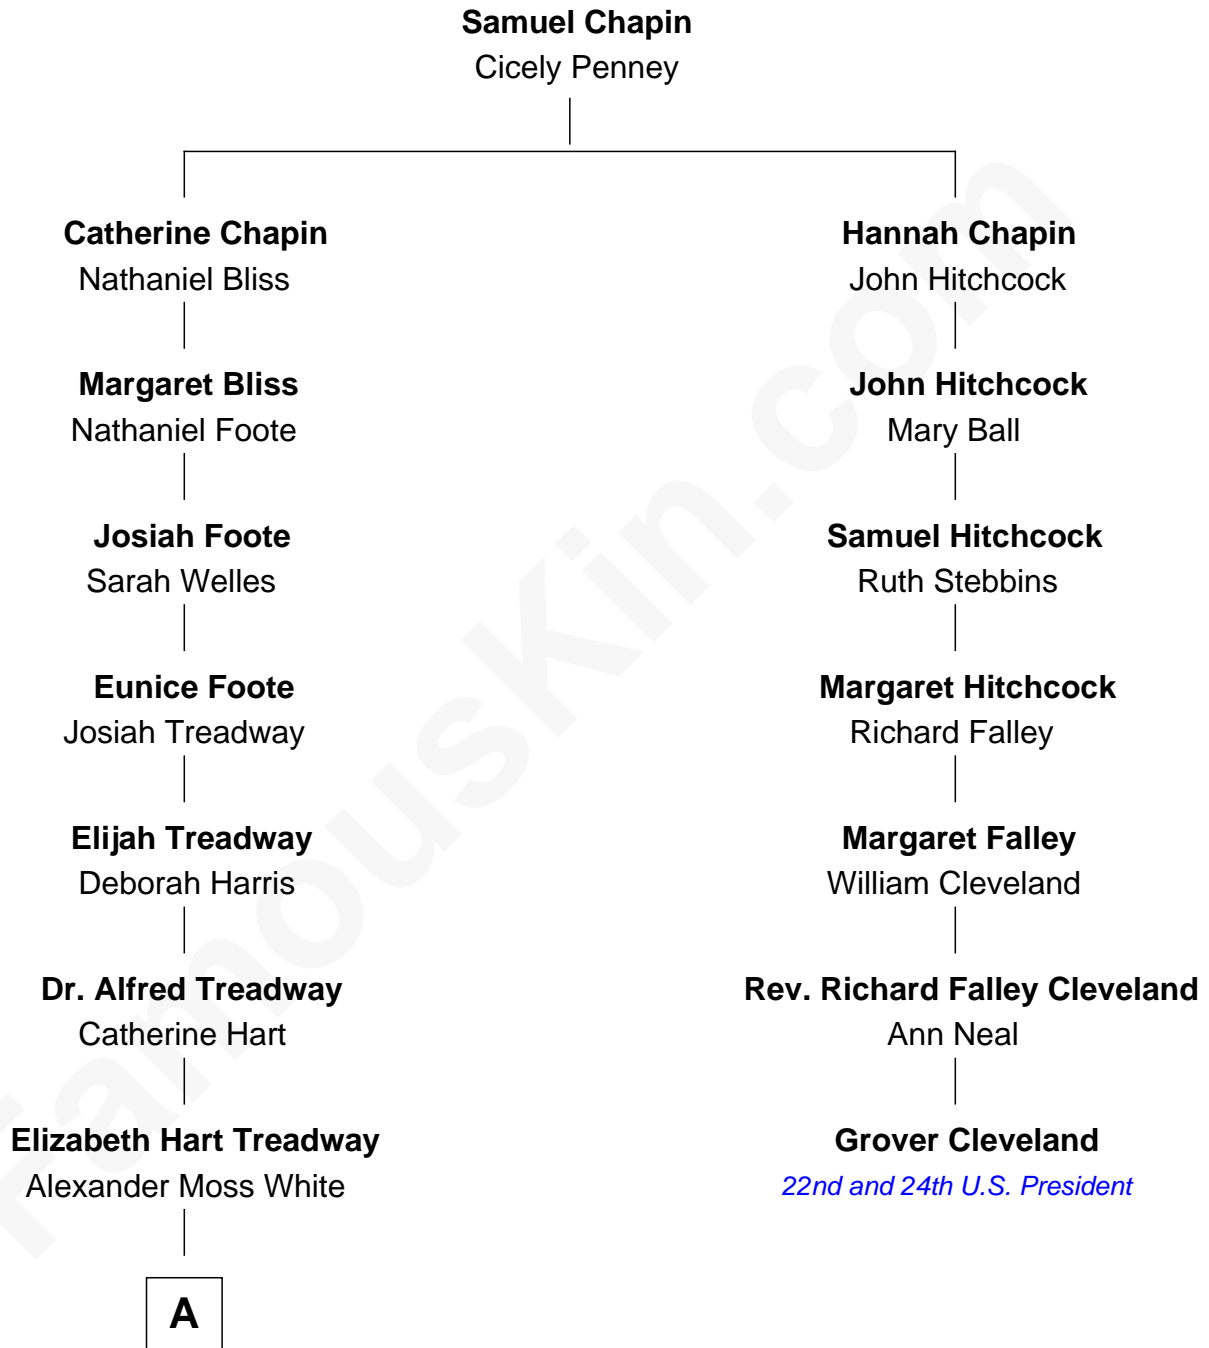 Samuel Chapin
Cicely Penney
Catherine Chapin
Nathaniel Bliss
Hannah Chapin
John Hitchcock
Margaret Bliss
Nathaniel Foote
John Hitchcock
Mary Ball
Josiah Foote
Sarah Welles
Samuel Hitchcock
Ruth Stebbins
Eunice Foote
Josiah Treadway
Margaret Hitchcock
Richard Falley
Elijah Treadway
Deborah Harris
Margaret Falley
William Cleveland
Dr. Alfred Treadway
Catherine Hart
Rev. Richard Falley Cleveland
Ann Neal
Elizabeth Hart Treadway
Alexander Moss White
Grover Cleveland
22nd and 24th U.S. President
A
FamousKin.com